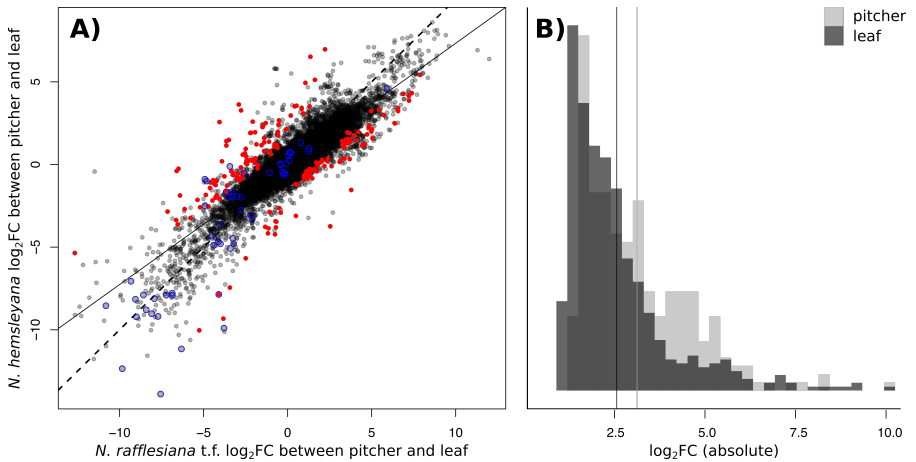 A)
N. hemsleyana log₂FC between pitcher and leaf
5
0
−5
−10
−10 −5 0 5 10
N. rafflesiana t.f. log₂FC between pitcher and leaf
B)
pitcher
leaf
2.5 5.0 7.5 10.0
log₂FC (absolute)